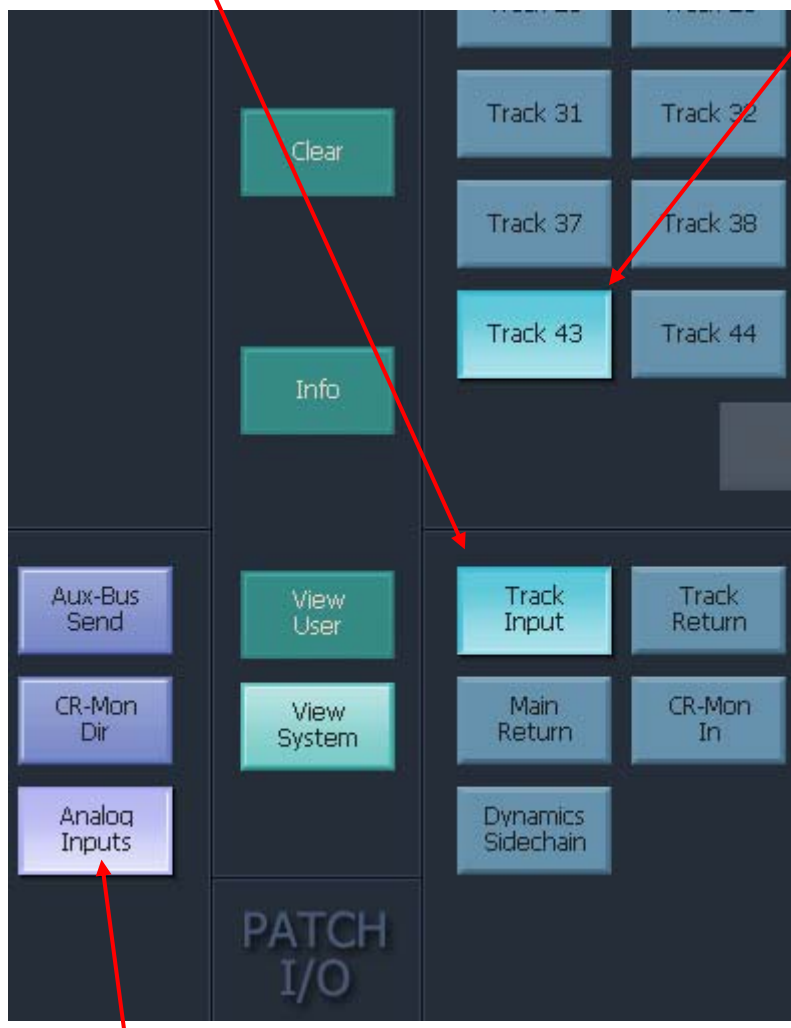 Clear
Track 31
Track 32
Track 37
Track 38
Track 43
Track 44
Info
Aux-Bus
Send
View
User
Track
Input
Track
Return
CR-Mon
Dir
View
System
Main
Return
CR-Mon
In
Analog
Inputs
Dynamics
Sidechain
PATCH
I/O